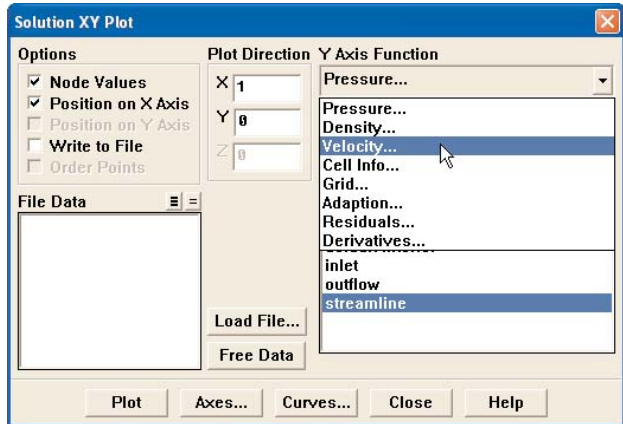 Solution XY Plot
Options
Node Values
Position on X Axis
Position on Y Axis
Write to File
Order Points
Plot Direction
X 1
Y 0
Z 0
Y Axis Function
Pressure...
Pressure...
Density...
Velocity...
Cell Info...
Grid...
Adaption...
Residuals...
Derivatives...
inlet
outflow
streamline
File Data
Load File...
Free Data
Plot
Axes...
Curves...
Close
Help